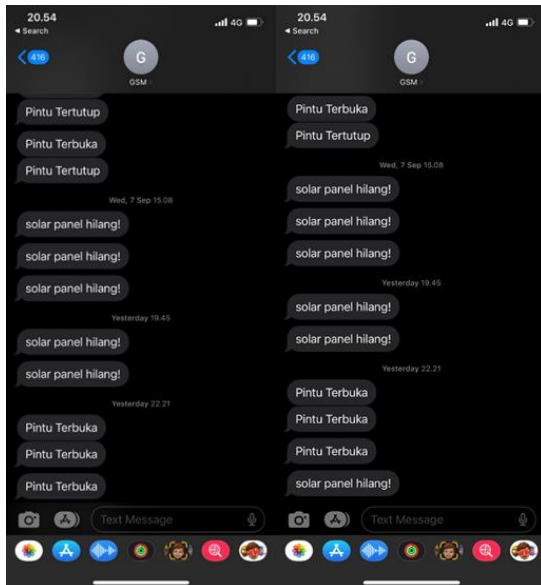 20.54
4G
◄ Search
416
G
GSM
Pintu Tertutup
Pintu Terbuka
Pintu Tertutup
Wed, 7 Sep 15.08
solar panel hilang!
solar panel hilang!
solar panel hilang!
Yesterday 19.45
solar panel hilang!
solar panel hilang!
Yesterday 22.21
Pintu Terbuka
Pintu Terbuka
Pintu Terbuka
Text Message
20.54
4G
◄ Search
416
G
GSM
Pintu Terbuka
Pintu Tertutup
Wed, 7 Sep 15.08
solar panel hilang!
solar panel hilang!
solar panel hilang!
Yesterday 19.45
solar panel hilang!
solar panel hilang!
Yesterday 22.21
Pintu Terbuka
Pintu Terbuka
Pintu Terbuka
solar panel hilang!
Text Message